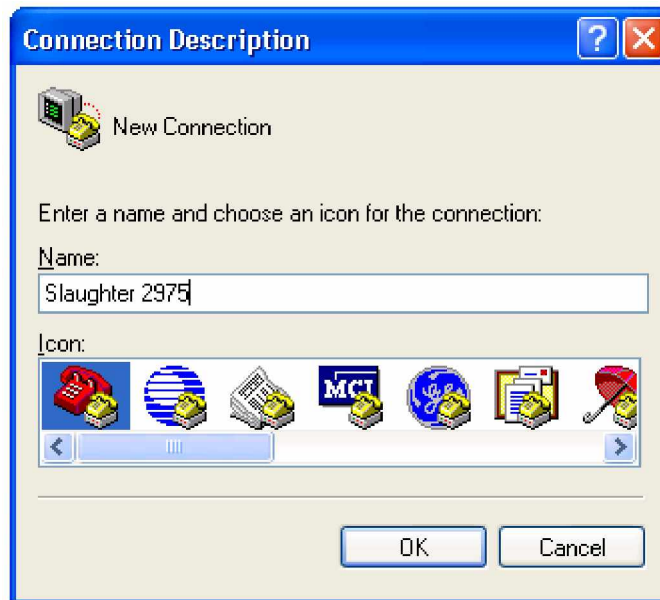 Connection Description
New Connection
Enter a name and choose an icon for the connection:
Name:
Slaughter 2975
Icon:
MCI
OK Cancel